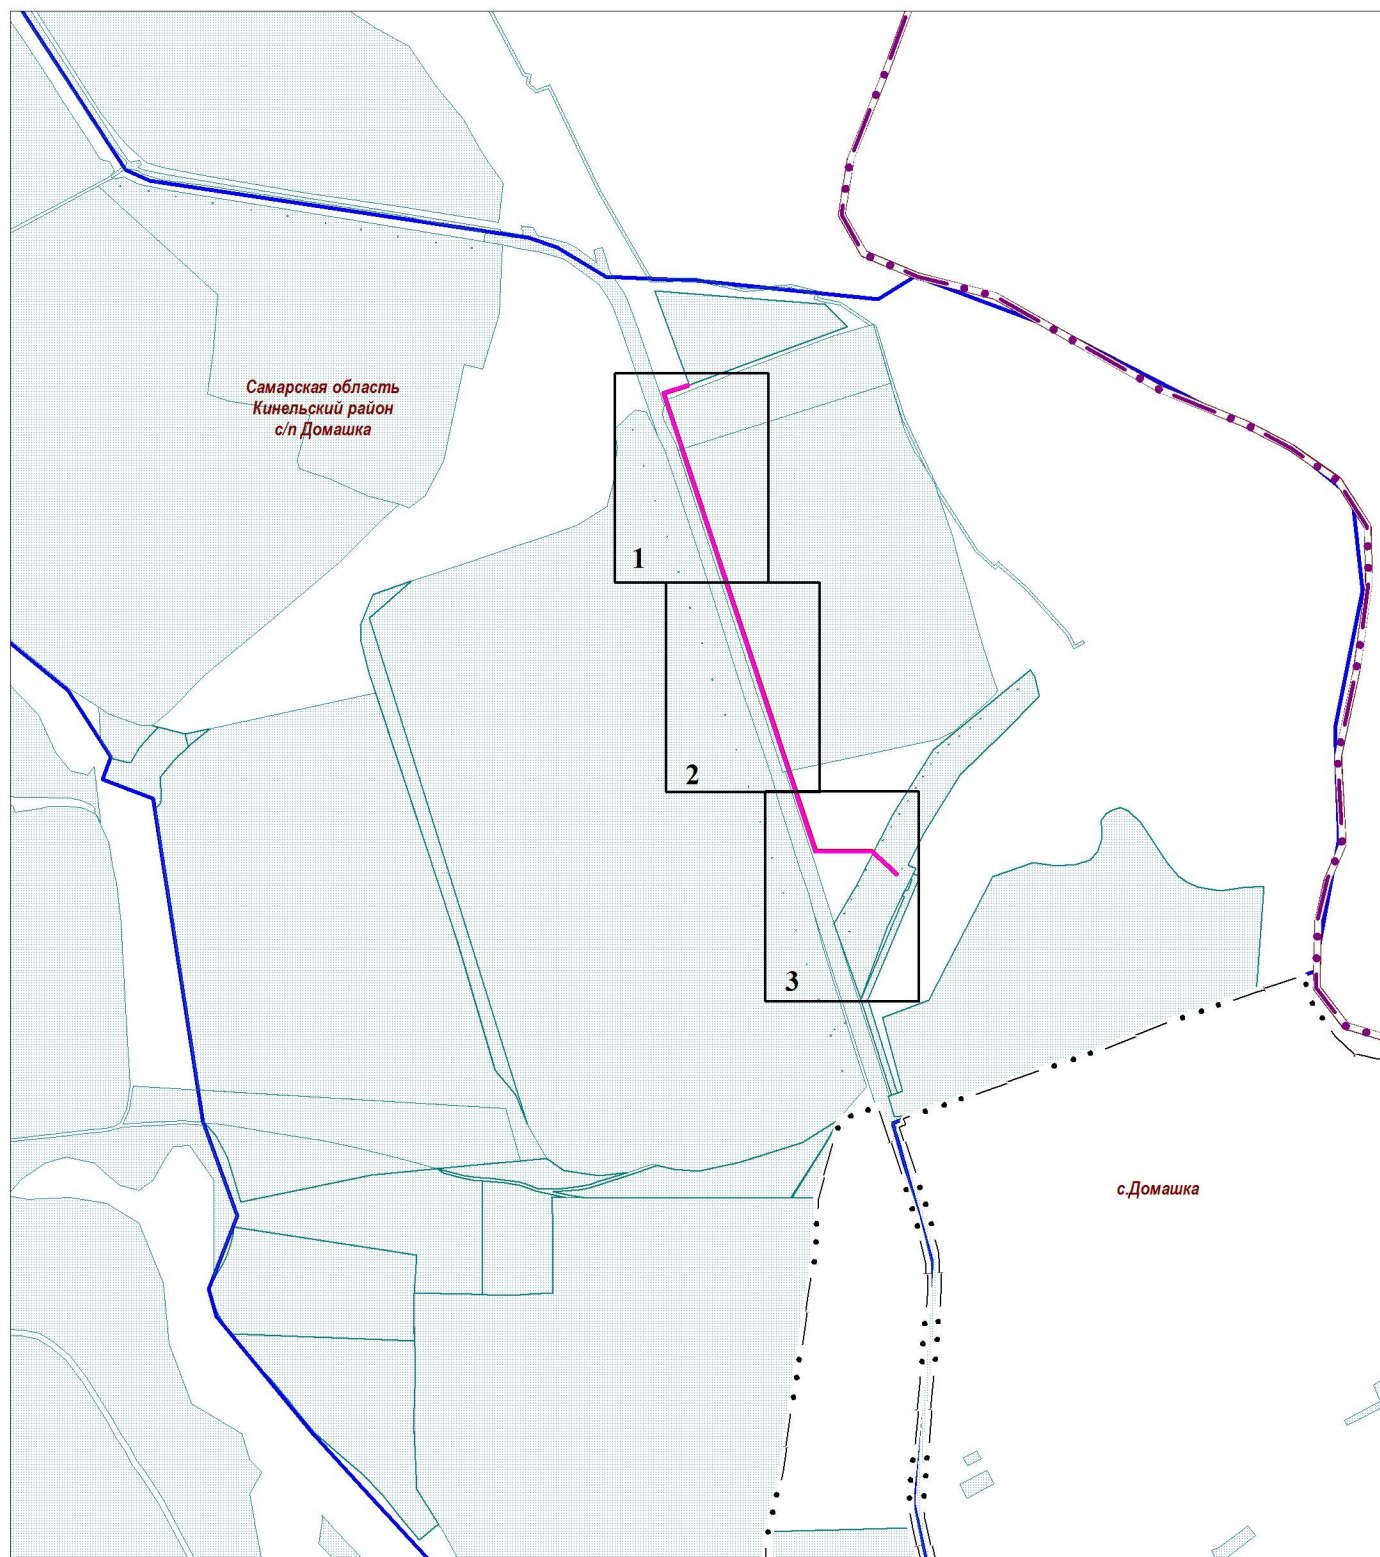 Самарская область
Кинельский район
с/п Домашка
1
2
3
с.Домашка